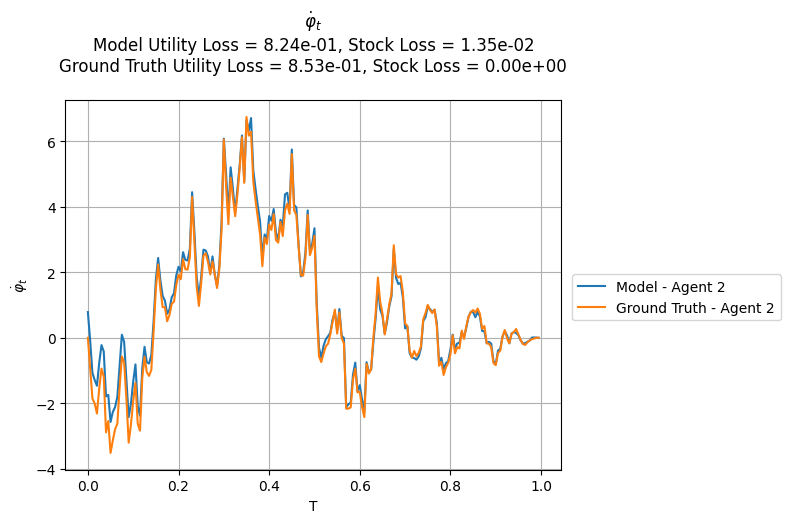 φ̇ₜ
Model Utility Loss = 8.24e-01, Stock Loss = 1.35e-02
Ground Truth Utility Loss = 8.53e-01, Stock Loss = 0.00e+00
6
4
2
0
−2
−4
φ̇ₜ
0.0 0.2 0.4 0.6 0.8 1.0
T
Model - Agent 2
Ground Truth - Agent 2